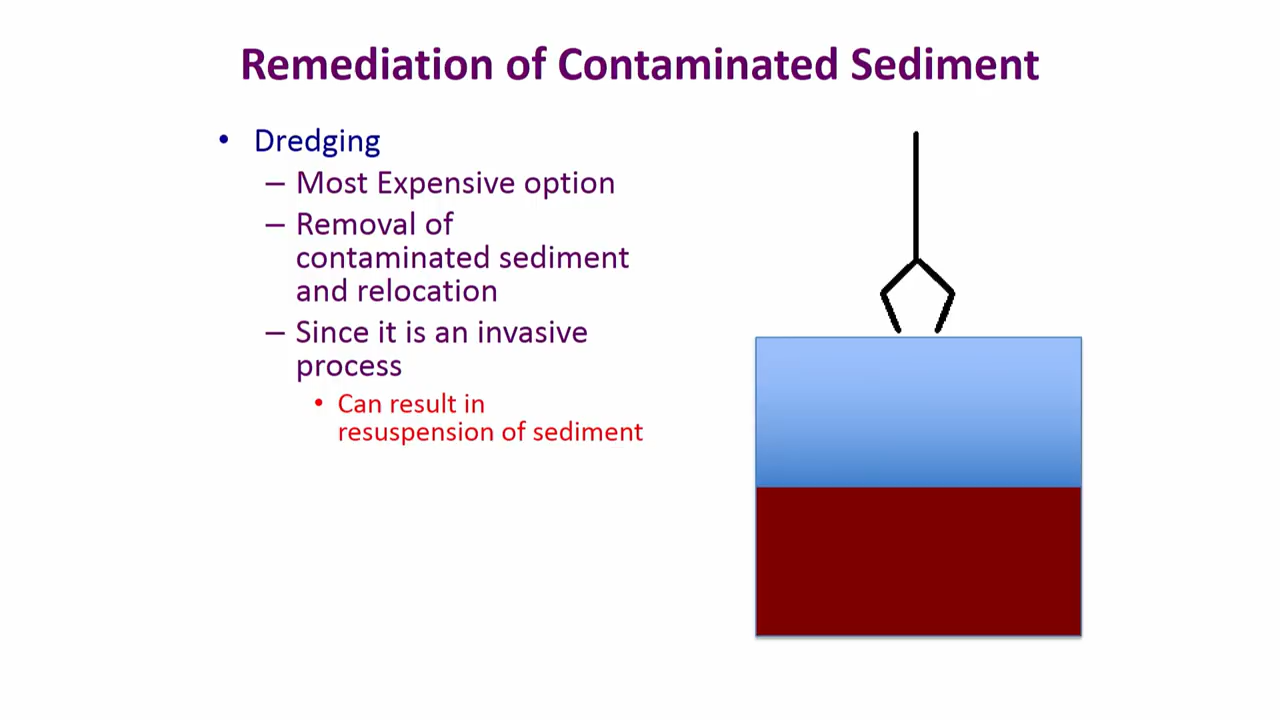 Remediation of Contaminated Sediment
• Dredging
– Most Expensive option
– Removal of
contaminated sediment
and relocation
– Since it is an invasive
process
• Can result in
resuspension of sediment